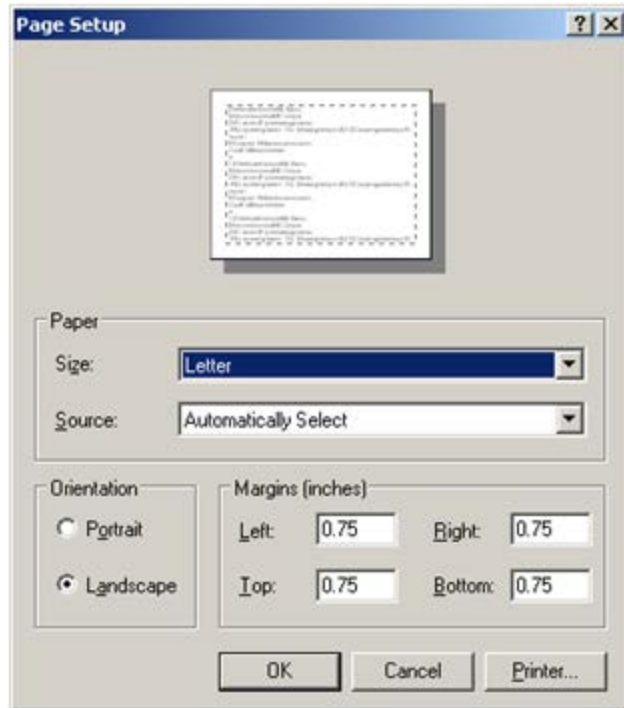 Page Setup
Paper
Size: Letter
Source: Automatically Select
Orientation
Portrait
Landscape
Margins (inches)
Left: 0.75 Right: 0.75
Top: 0.75 Bottom: 0.75
OK Cancel Printer...